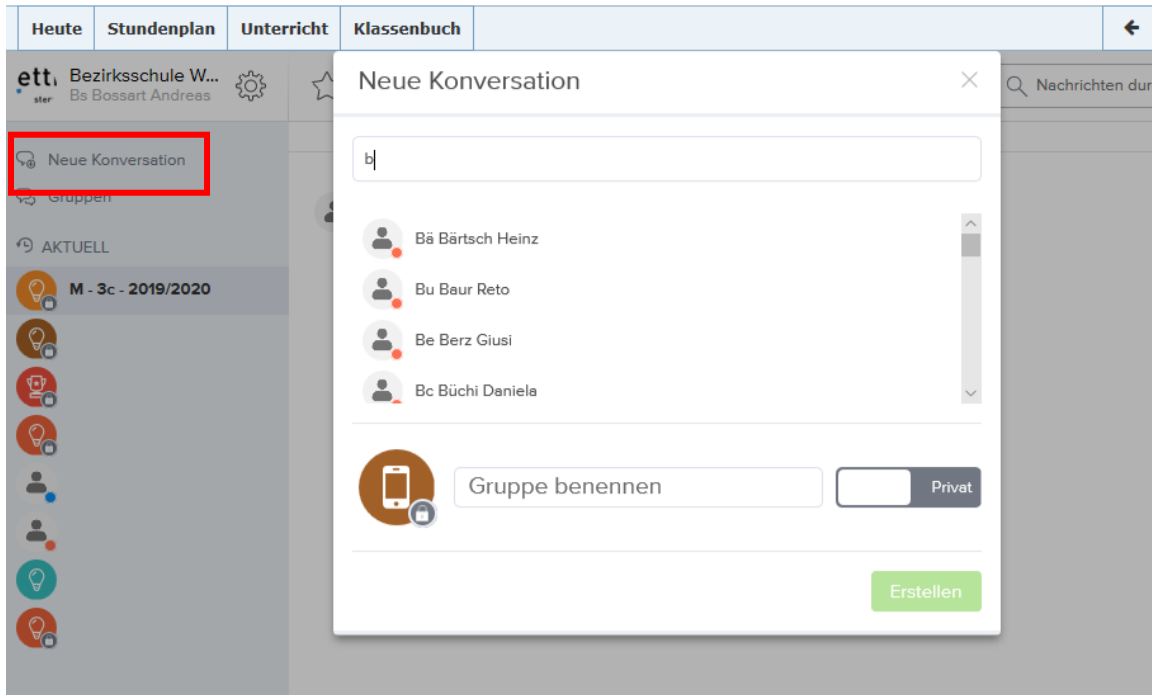 Heute Stundenplan Unterricht Klassenbuch
Bezirksschule W...
Bs Bossart Andreas
Neue Konversation
Nachrichten dur
Neue Konversation
b
Gruppen
AKTUELL
M - 3c - 2019/2020
Bä Bärtsch Heinz
Bu Baur Reto
Be Berz Giusi
Bc Büchi Daniela
Gruppe benennen
Privat
Erstellen